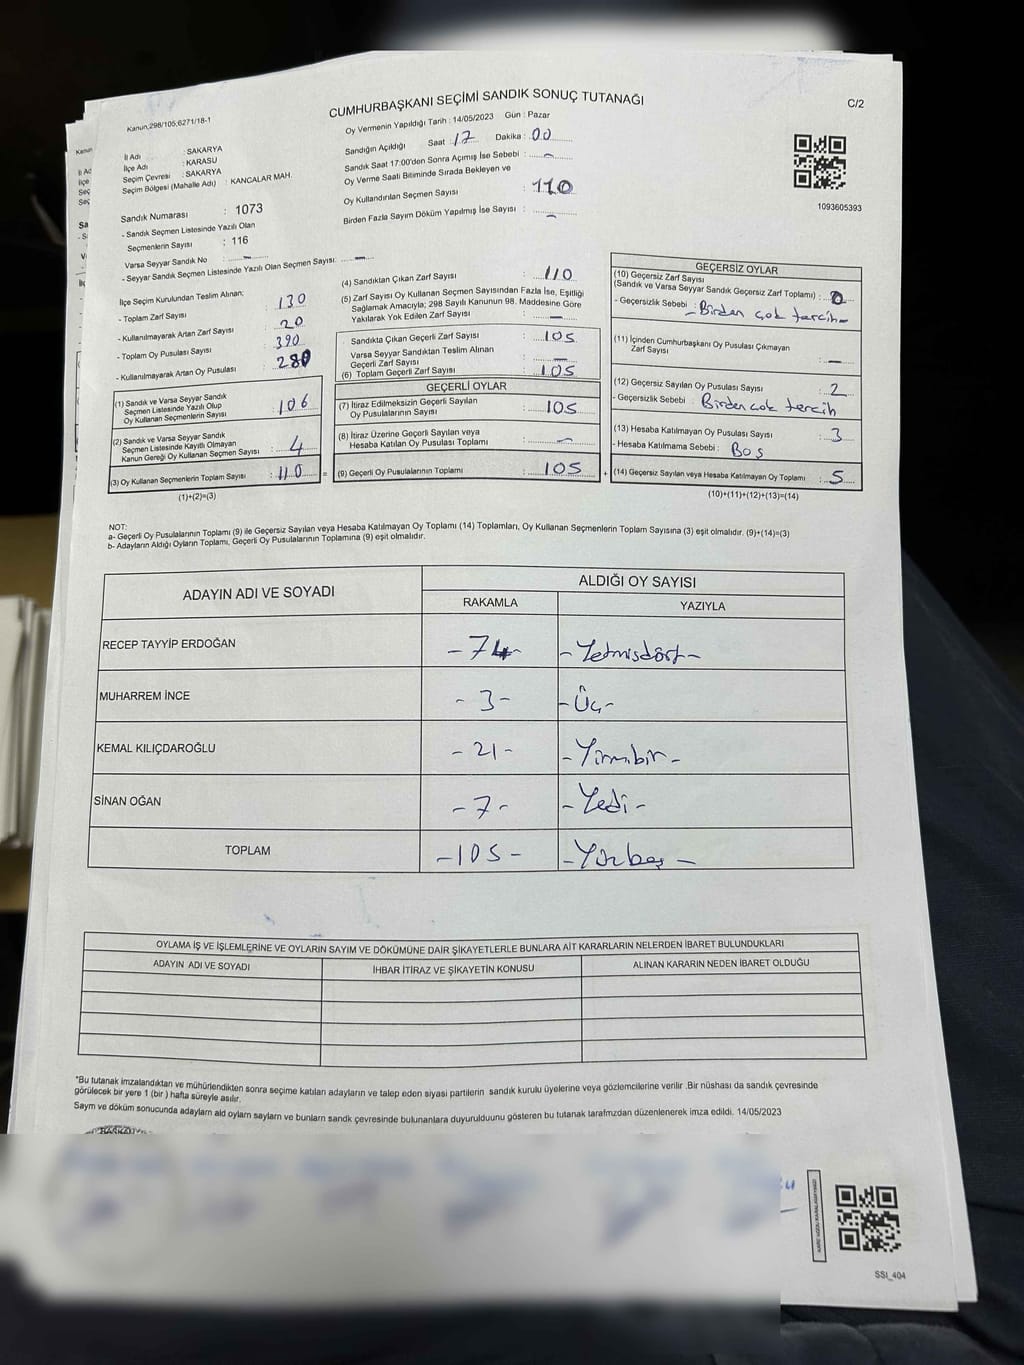 CUMHURBAŞKANI SEÇİMİ SANDIK SONUÇ TUTANAĞI
C/2
Kanun,298/105,6271/18-1
Oy Vermenin Yapıldığı Tarih : 14/05/2023 Gün : Pazar
İl Adı : SAKARYA
İlçe Adı : KARASU
Seçim Çevresi : SAKARYA
Seçim Bölgesi (Mahalle Adı) : KANCALAR MAH.
Sandık Numarası : 1073
- Sandık Seçmen Listesinde Yazılı Olan
Seçmenlerin Sayısı : 116
Varsa Seyyar Sandık No : -
- Seyyar Sandık Seçmen Listesinde Yazılı Olan Seçmen Sayısı: -
Sandığın Açıldığı Saat : 17 Dakika : 00
Sandık Saat 17:00'den Sonra Açımış İse Sebebi : -
Oy Verme Saati Bitiminde Sırada Bekleyen ve
Oy Kullandırılan Seçmen Sayısı : 110
Birden Fazla Sayım Döküm Yapılmış İse Sayısı : -
1093605393
İlçe Seçim Kurulundan Teslim Alınan;
- Toplam Zarf Sayısı : 130
- Kullanılmayarak Artan Zarf Sayısı : 20
- Toplam Oy Pusulası Sayısı : 390
- Kullanılmayarak Artan Oy Pusulası : 280
(1) Sandık ve Varsa Seyyar Sandık
Seçmen Listesinde Yazılı Olup
Oy Kullanan Seçmenlerin Sayısı : 106
(2) Sandık ve Varsa Seyyar Sandık
Seçmen Listesinde Kayıtlı Olmayan
Kanun Gereği Oy Kullanan Seçmen Sayısı : 4
(3) Oy Kullanan Seçmenlerin Toplam Sayısı : 110 =
(1)+(2)=(3)
(4) Sandıktan Çıkan Zarf Sayısı : 110
(5) Zarf Sayısı Oy Kullanan Seçmen Sayısından Fazla İse, Eşitliği
Sağlamak Amacıyla; 298 Sayılı Kanunun 98. Maddesine Göre
Yakılarak Yok Edilen Zarf Sayısı : -
Sandıkta Çıkan Geçerli Zarf Sayısı : 105
Varsa Seyyar Sandıktan Teslim Alınan
Geçerli Zarf Sayısı : -
(6) Toplam Geçerli Zarf Sayısı : 105
GEÇERLİ OYLAR
(7) İtiraz Edilmeksizin Geçerli Sayılan
Oy Pusulalarının Sayısı : 105
(8) İtiraz Üzerine Geçerli Sayılan veya
Hesaba Katılan Oy Pusulası Toplamı : -
(9) Geçerli Oy Pusulalarının Toplamı : 105 +
GEÇERSİZ OYLAR
(10) Geçersiz Zarf Sayısı
(Sandık ve Varsa Seyyar Sandık Geçersiz Zarf Toplamı) : 0
- Geçersizlik Sebebi : - Birden çok tercih -
(11) İçinden Cumhurbaşkanı Oy Pusulası Çıkmayan
Zarf Sayısı : -
(12) Geçersiz Sayılan Oy Pusulası Sayısı : 2
- Geçersizlik Sebebi : Birden çok tercih
(13) Hesaba Katılmayan Oy Pusulası Sayısı : 3
- Hesaba Katılmama Sebebi : Boş
(14) Geçersiz Sayılan veya Hesaba Katılmayan Oy Toplamı : 5
(10)+(11)+(12)+(13)=(14)
NOT:
a- Geçerli Oy Pusulalarının Toplamı (9) ile Geçersiz Sayılan veya Hesaba Katılmayan Oy Toplamı (14) Toplamları, Oy Kullanan Seçmenlerin Toplam Sayısına (3) eşit olmalıdır. (9)+(14)=(3)
b- Adayların Aldığı Oyların Toplamı, Geçerli Oy Pusulalarının Toplamına (9) eşit olmalıdır.
ADAYIN ADI VE SOYADI
ALDIĞI OY SAYISI
RAKAMLA YAZIYLA
RECEP TAYYİP ERDOĞAN - 74 - - Yetmişdört -
MUHARREM İNCE - 3 - - Üç -
KEMAL KILIÇDAROĞLU - 21 - - Yirmibir -
SİNAN OĞAN - 7 - - Yedi -
TOPLAM - 105 - - Yüzbeş -
OYLAMA İŞ VE İŞLEMLERİNE VE OYLARIN SAYIM VE DÖKÜMÜNE DAİR ŞİKAYETLERLE BUNLARA AİT KARARLARIN NELERDEN İBARET BULUNDUKLARI
ADAYIN ADI VE SOYADI İHBAR İTİRAZ VE ŞİKAYETİN KONUSU ALINAN KARARIN NEDEN İBARET OLDUĞU
*Bu tutanak imzalandıktan ve mühürlendikten sonra seçime katılan adayların ve talep eden siyasi partilerin sandık kurulu üyelerine veya gözlemcilerine verilir .Bir nüshası da sandık çevresinde
görülecek bir yere 1 (bir ) hafta süreyle asılır.
Saym ve döküm sonucunda adaylarn ald oylarn saylarn ve bunlarn sandk çevresinde bulunanlara duyurulduunu gösteren bu tutanak tarafmzdan düzenlenerek imza edildi. 14/05/2023
SSI_404